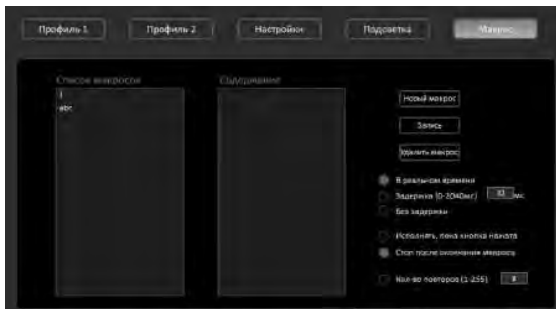 Профиль 1
Профиль 2
Настройки
Подсветка
Макрос
Список макросов
Содержание
1
abc
Новый макрос
Запись
Удалить макрос
В реальном времени
Задержка (0-2040мс) мс
Без задержки
Исполнять, пока кнопка нажата
Стоп после окончания макроса
Кол-во повторов (1-255)